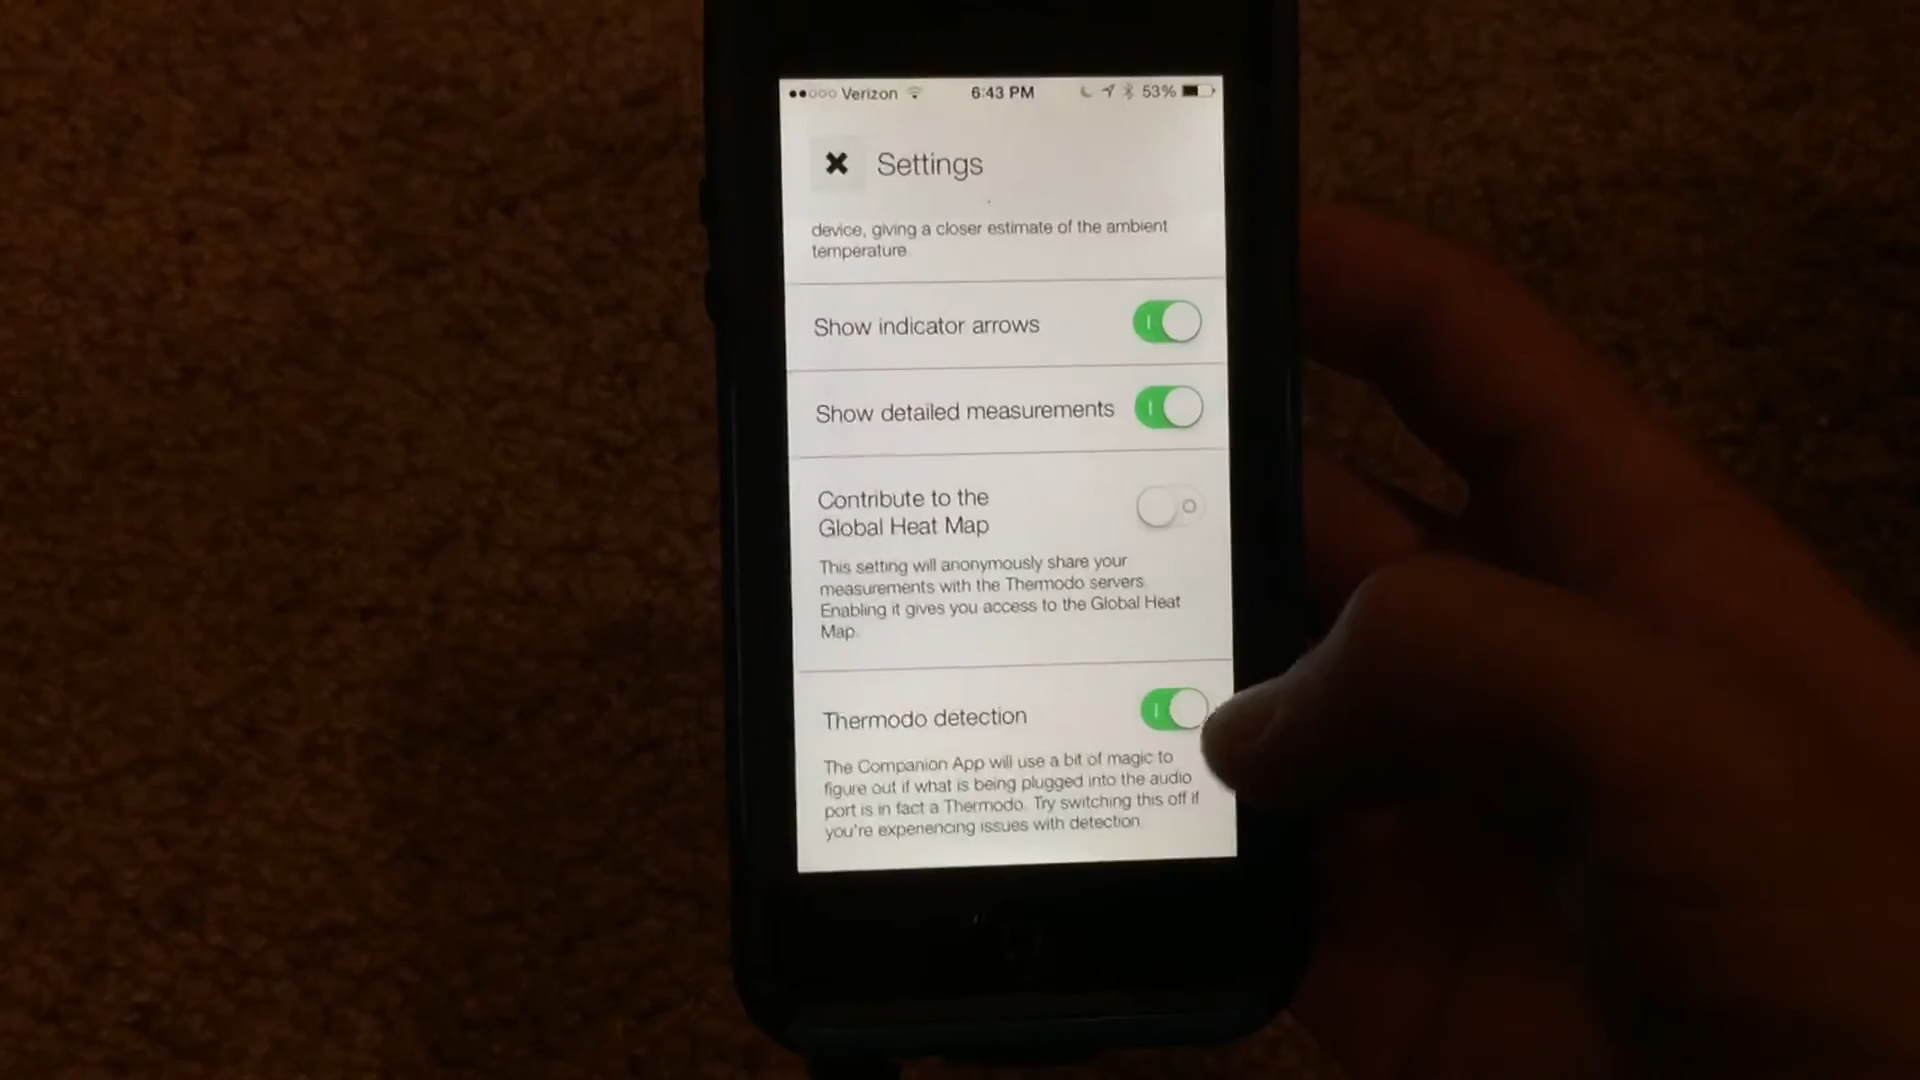 Verizon 6:43 PM 53%
Settings
device, giving a closer estimate of the ambient
temperature
Show indicator arrows
Show detailed measurements
Contribute to the
Global Heat Map
This setting will anonymously share your
measurements with the Thermodo servers.
Enabling it gives you access to the Global Heat
Map.
Thermodo detection
The Companion App will use a bit of magic to
figure out if what is being plugged into the audio
port is in fact a Thermodo. Try switching this off if
you're experiencing issues with detection.